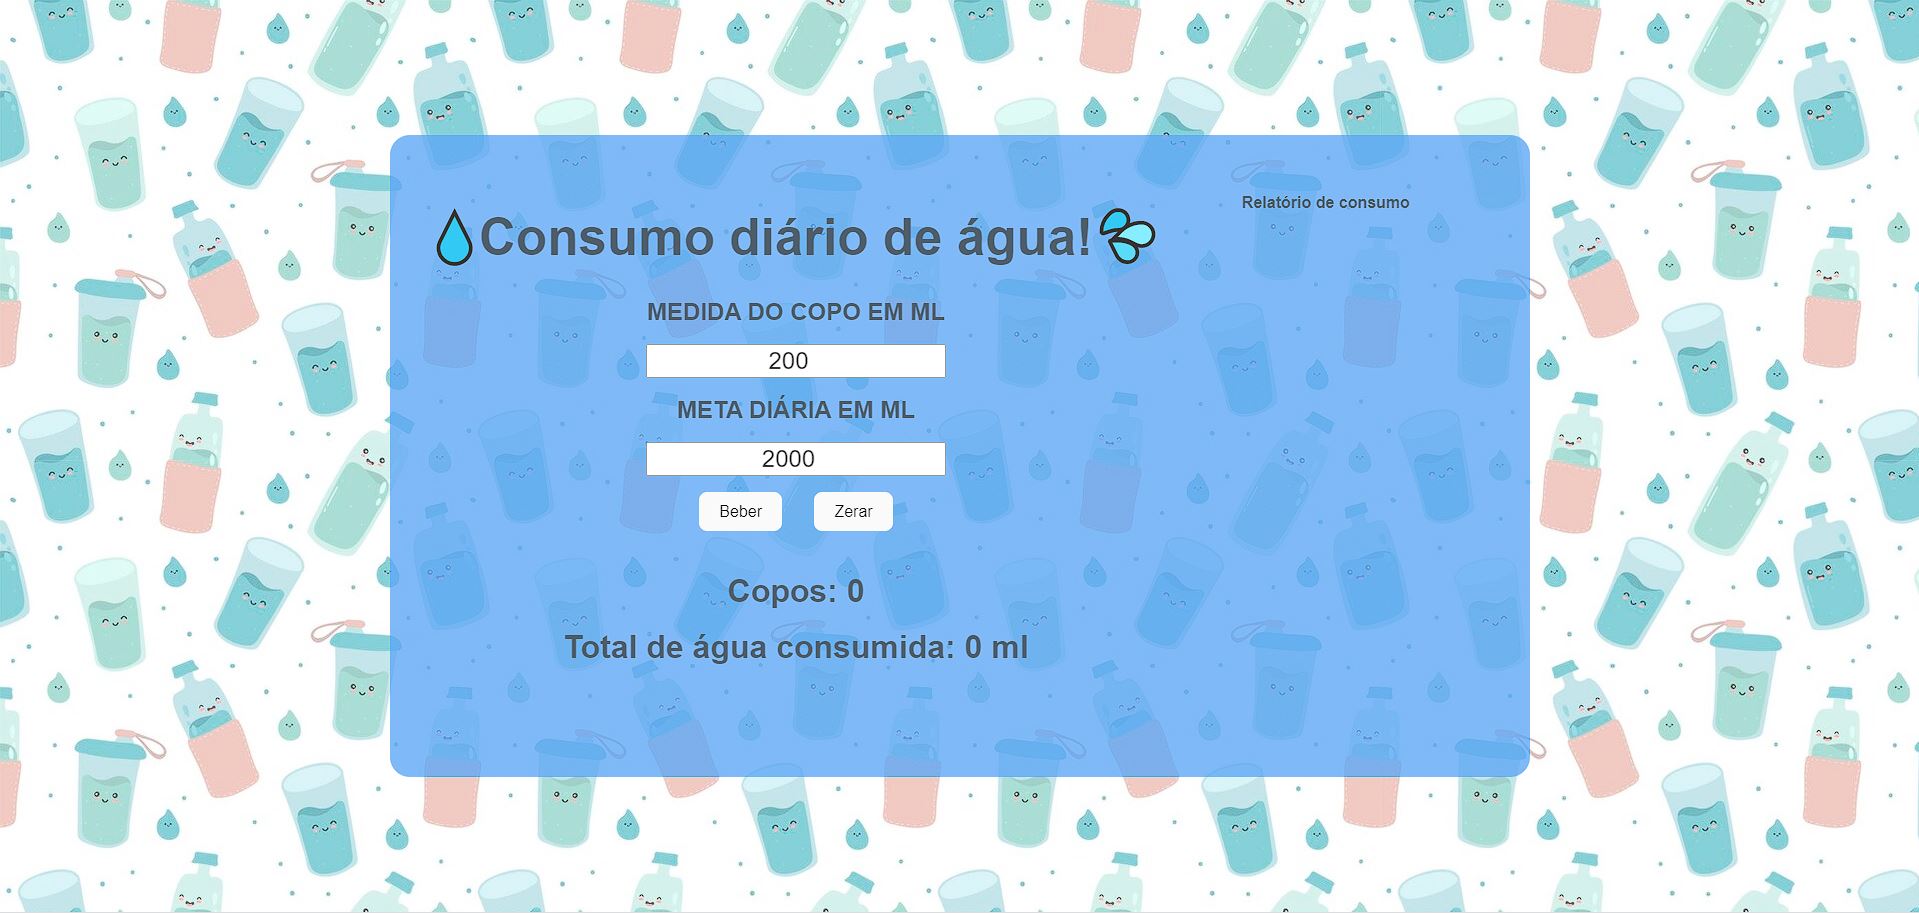 💧Consumo diário de água!💦
MEDIDA DO COPO EM ML
200
META DIÁRIA EM ML
2000
Beber Zerar
Copos: 0
Total de água consumida: 0 ml
Relatório de consumo